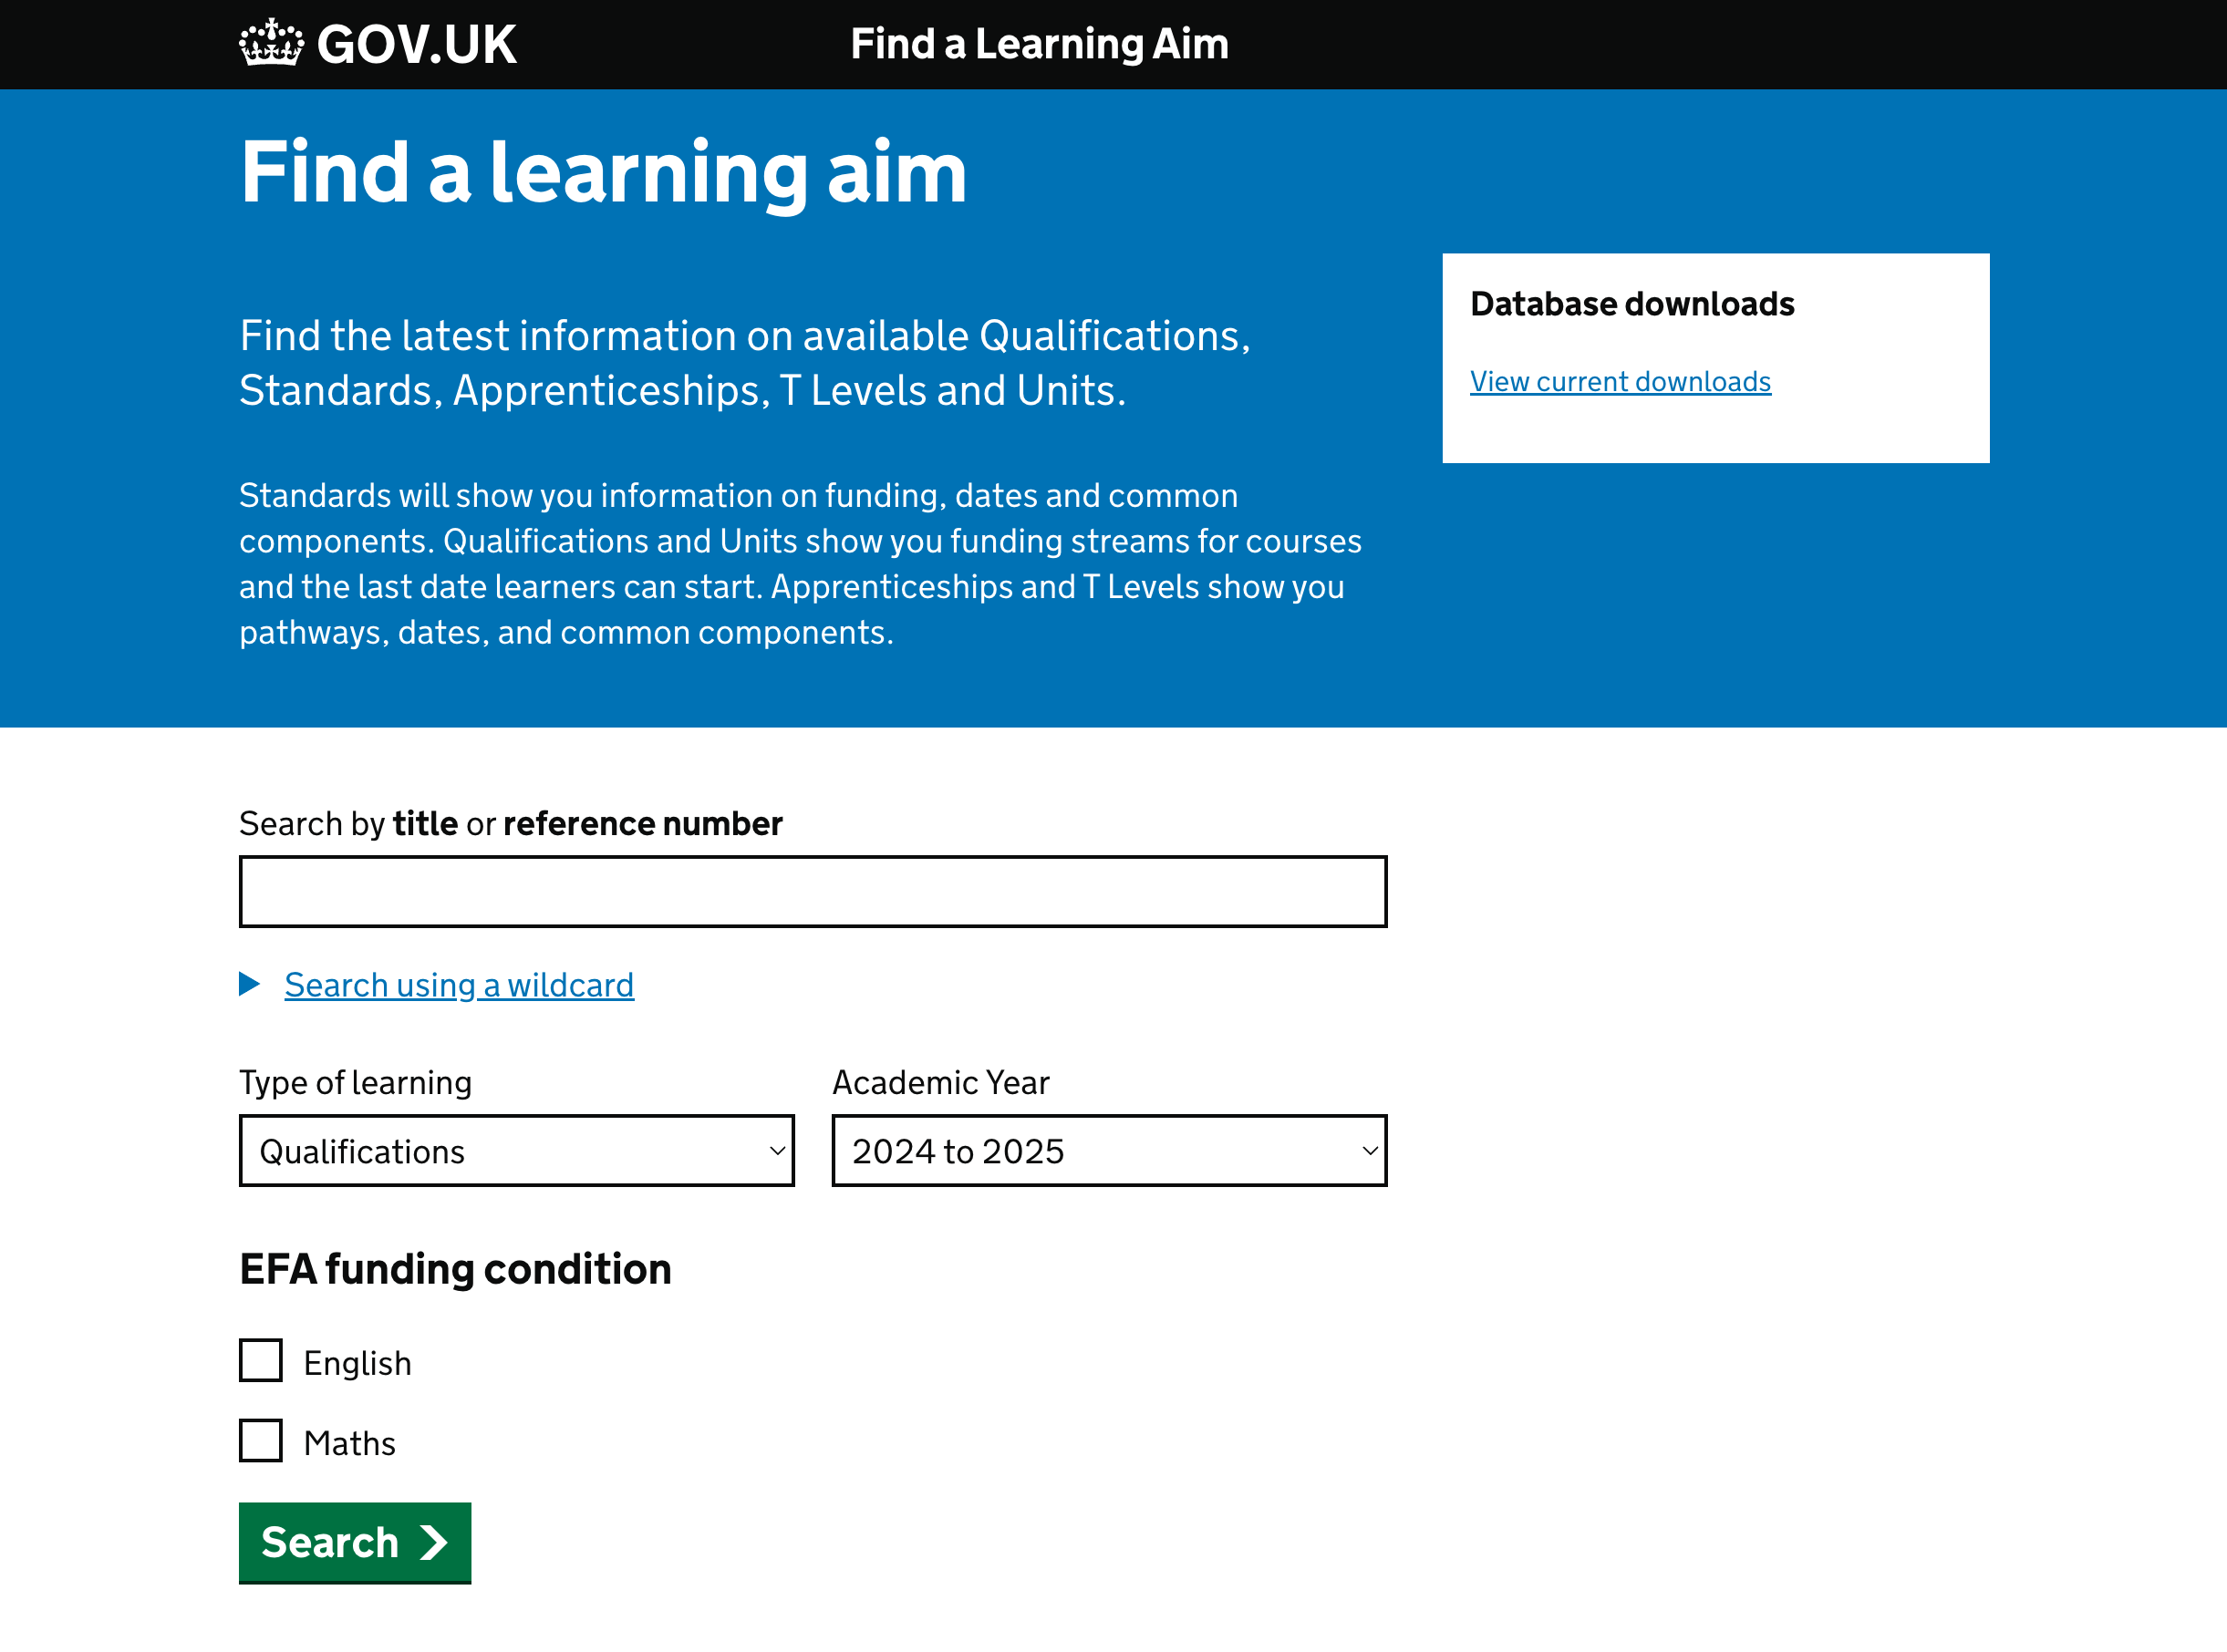 GOV.UK
Find a Learning Aim
Find a learning aim
Find the latest information on available Qualifications,
Standards, Apprenticeships, T Levels and Units.
Standards will show you information on funding, dates and common
components. Qualifications and Units show you funding streams for courses
and the last date learners can start. Apprenticeships and T Levels show you
pathways, dates, and common components.
Database downloads
View current downloads
Search by title or reference number
Search using a wildcard
Type of learning
Qualifications
Academic Year
2024 to 2025
EFA funding condition
English
Maths
Search